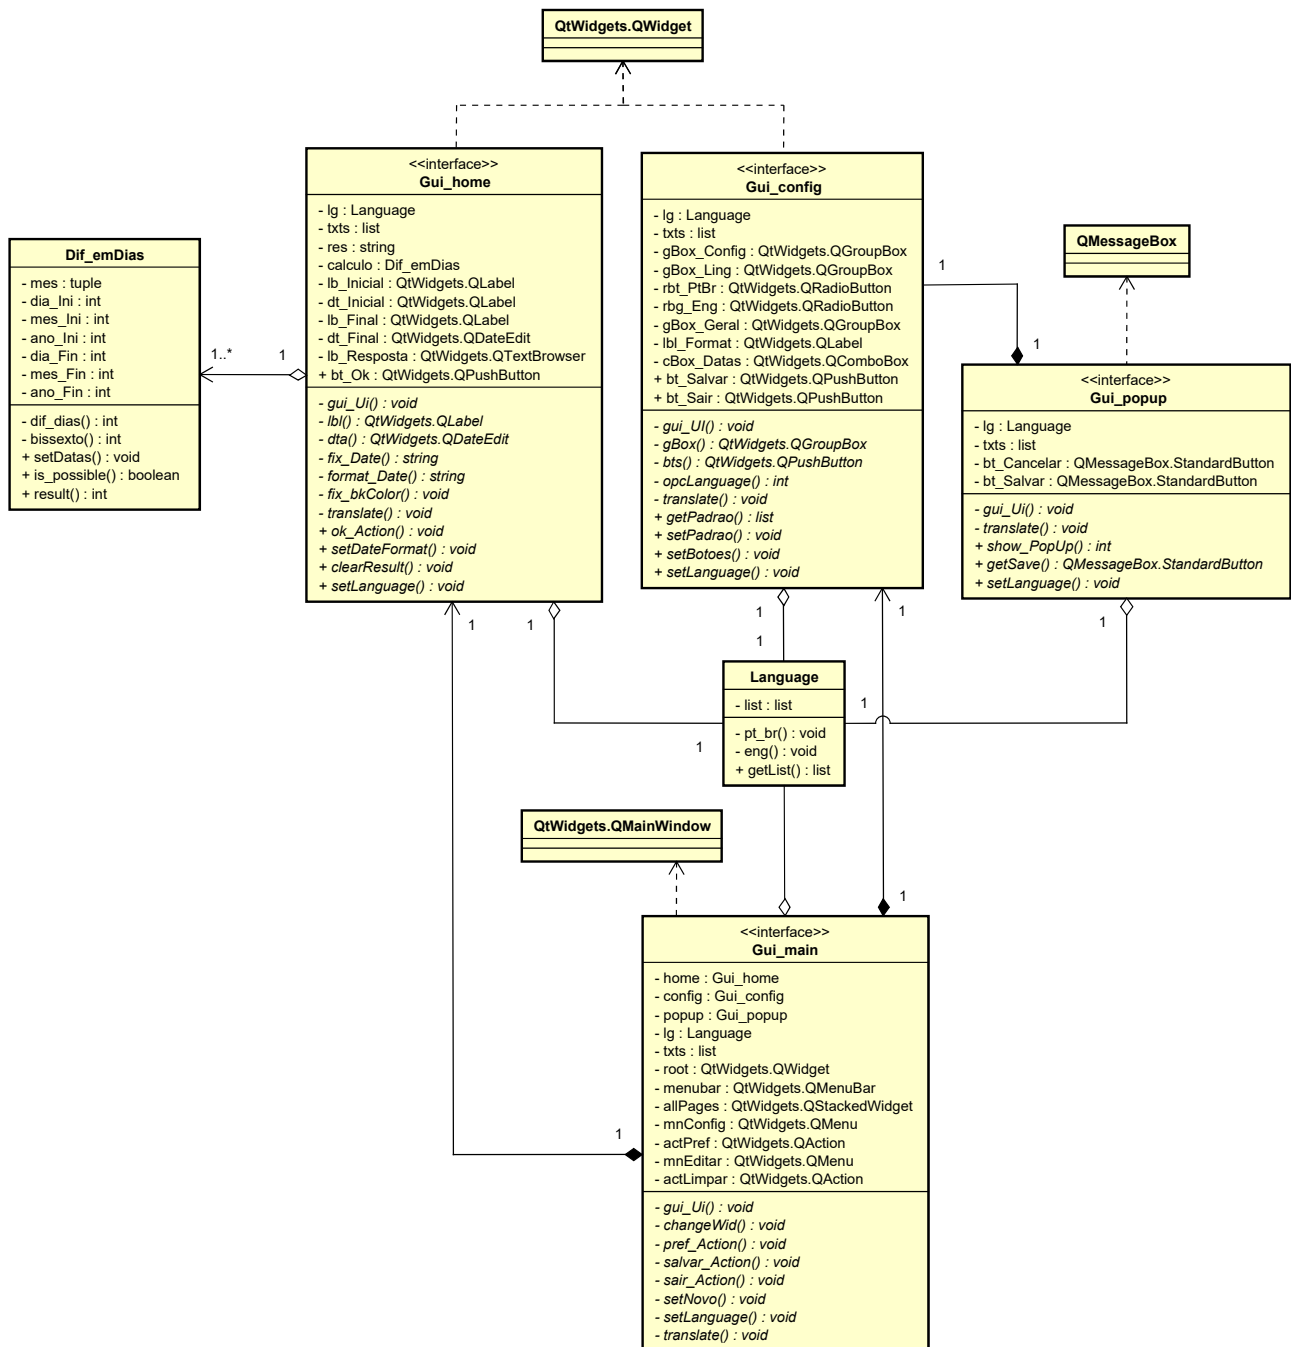 QtWidgets.QWidget
<<interface>>
Gui_home
- lg : Language
- txts : list
- res : string
- calculo : Dif_emDias
- lb_Inicial : QtWidgets.QLabel
- dt_Inicial : QtWidgets.QLabel
- lb_Final : QtWidgets.QLabel
- dt_Final : QtWidgets.QDateEdit
- lb_Resposta : QtWidgets.QTextBrowser
+ bt_Ok : QtWidgets.QPushButton
- gui_Ui() : void
- lbl() : QtWidgets.QLabel
- dta() : QtWidgets.QDateEdit
- fix_Date() : string
- format_Date() : string
- fix_bkColor() : void
- translate() : void
+ ok_Action() : void
+ setDateFormat() : void
+ clearResult() : void
+ setLanguage() : void
<<interface>>
Gui_config
- lg : Language
- txts : list
- gBox_Config : QtWidgets.QGroupBox
- gBox_Ling : QtWidgets.QGroupBox
- rbt_PtBr : QtWidgets.QRadioButton
- rbg_Eng : QtWidgets.QRadioButton
- gBox_Geral : QtWidgets.QGroupBox
- lbl_Format : QtWidgets.QLabel
- cBox_Datas : QtWidgets.QComboBox
+ bt_Salvar : QtWidgets.QPushButton
+ bt_Sair : QtWidgets.QPushButton
- gui_UI() : void
- gBox() : QtWidgets.QGroupBox
- bts() : QtWidgets.QPushButton
- opcLanguage() : int
- translate() : void
+ getPadrao() : list
+ setPadrao() : void
+ setBotoes() : void
+ setLanguage() : void
QMessageBox
Dif_emDias
- mes : tuple
- dia_Ini : int
- mes_Ini : int
- ano_Ini : int
- dia_Fin : int
- mes_Fin : int
- ano_Fin : int
- dif_dias() : int
- bissexto() : int
+ setDatas() : void
+ is_possible() : boolean
+ result() : int
1..*
1
1
1
<<interface>>
Gui_popup
- lg : Language
- txts : list
- bt_Cancelar : QMessageBox.StandardButton
- bt_Salvar : QMessageBox.StandardButton
- gui_Ui() : void
- translate() : void
+ show_PopUp() : int
+ getSave() : QMessageBox.StandardButton
+ setLanguage() : void
1
1
1
1
1
1
Language
- list : list
- pt_br() : void
- eng() : void
+ getList() : list
1
1
QtWidgets.QMainWindow
1
1
<<interface>>
Gui_main
- home : Gui_home
- config : Gui_config
- popup : Gui_popup
- lg : Language
- txts : list
- root : QtWidgets.QWidget
- menubar : QtWidgets.QMenuBar
- allPages : QtWidgets.QStackedWidget
- mnConfig : QtWidgets.QMenu
- actPref : QtWidgets.QAction
- mnEditar : QtWidgets.QMenu
- actLimpar : QtWidgets.QAction
- gui_Ui() : void
- changeWid() : void
- pref_Action() : void
- salvar_Action() : void
- sair_Action() : void
- setNovo() : void
- setLanguage() : void
- translate() : void